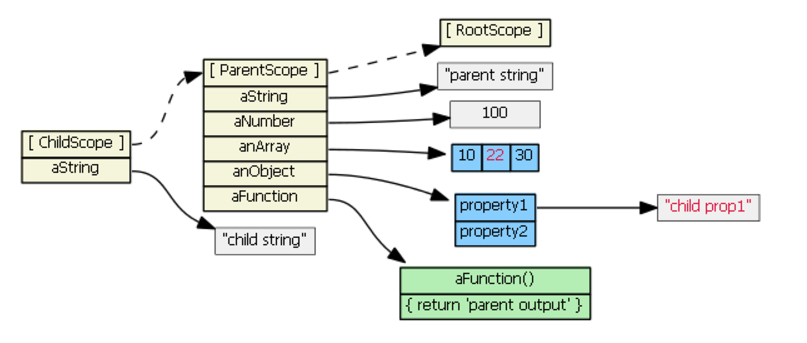 [ RootScope ]
[ ParentScope ]
"parent string"
aString
100
aNumber
[ ChildScope ]
anArray
10 22 30
aString
anObject
aFunction
property1
"child prop1"
property2
"child string"
aFunction()
{ return 'parent output' }